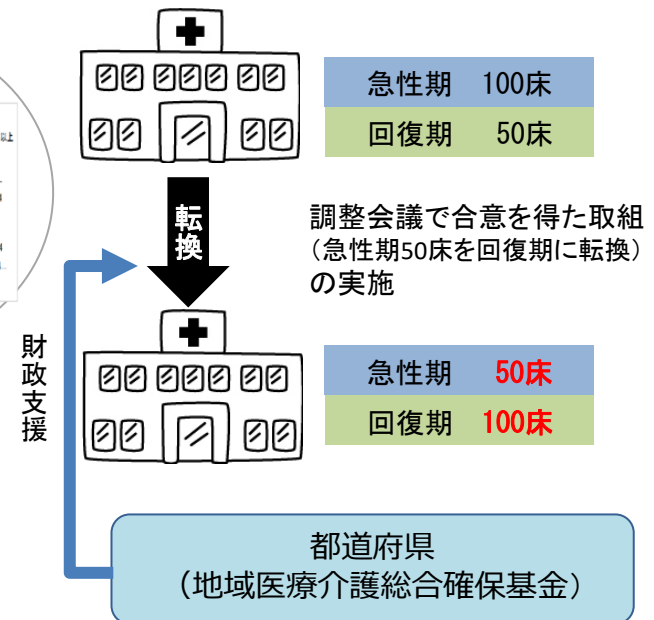 急性期 100床
回復期 50床
以上
転換
調整会議で合意を得た取組
（急性期50床を回復期に転換）
の実施
財政支援
急性期 50床
回復期 100床
都道府県
（地域医療介護総合確保基金）